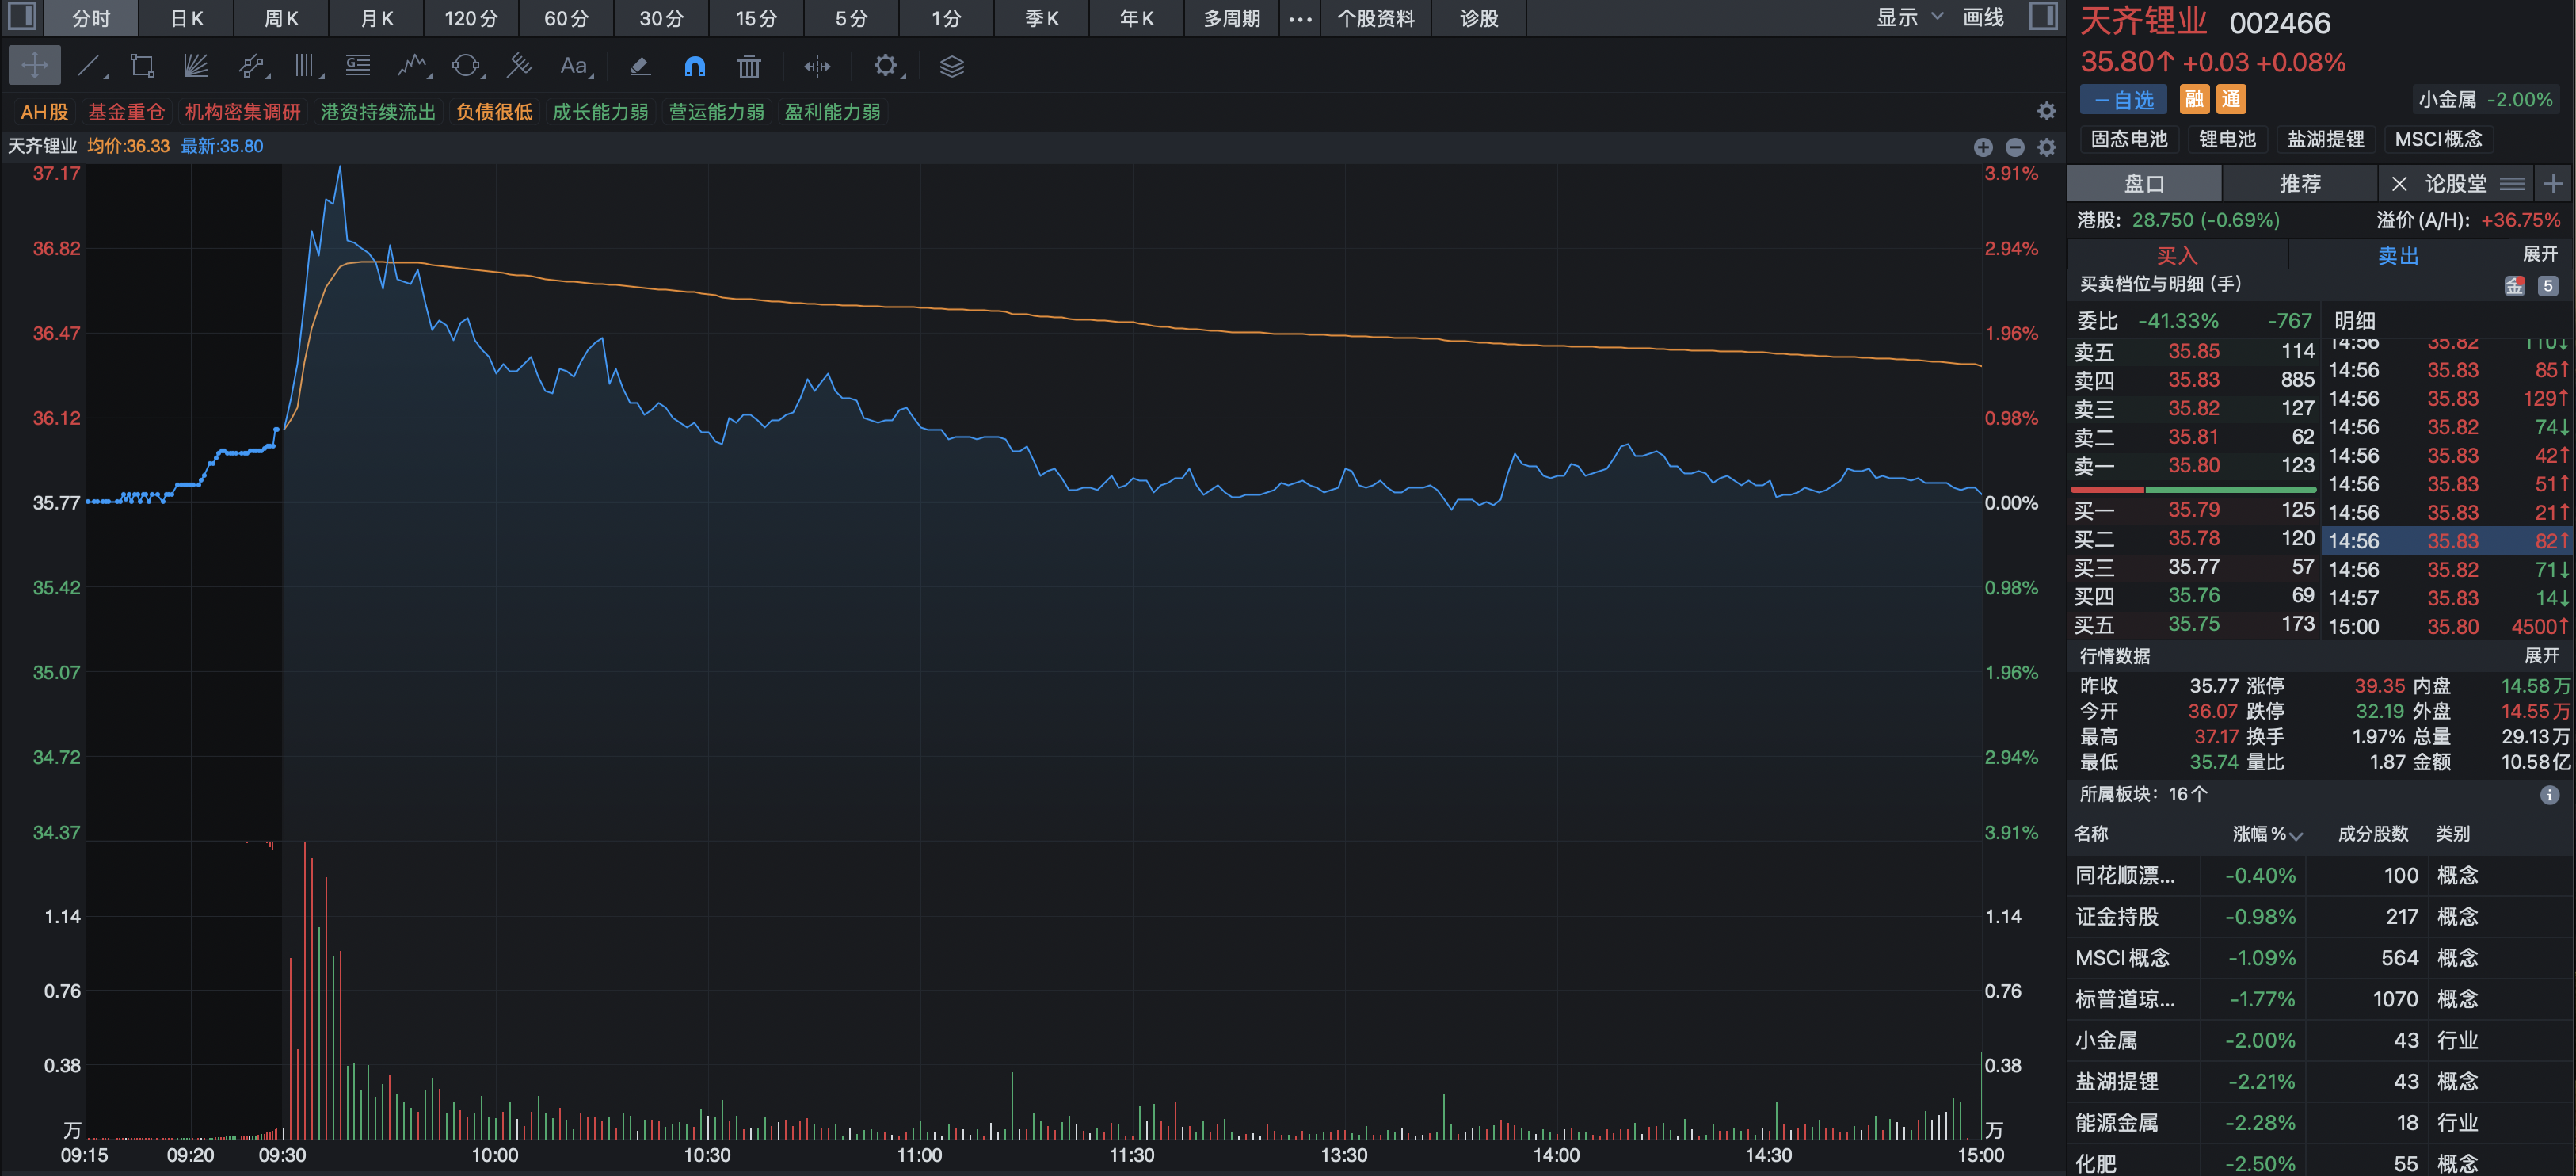 分时 日K 周K 月K 120分 60分 30分 15分 5分 1分 季K 年K 多周期 ••• 个股资料 诊股 显示 画线
Aa
AH股 基金重仓 机构密集调研 港资持续流出 负债很低 成长能力弱 营运能力弱 盈利能力弱
天齐锂业 均价:36.33 最新:35.80
37.17 3.91%
36.82 2.94%
36.47 1.96%
36.12 0.98%
35.77 0.00%
35.42 0.98%
35.07 1.96%
34.72 2.94%
34.37 3.91%
1.14 1.14
0.76 0.76
0.38 0.38
万 万
09:15 09:20 09:30 10:00 10:30 11:00 11:30 13:30 14:00 14:30 15:00
天齐锂业 002466
35.80↑ +0.03 +0.08%
−自选 融 通 小金属 -2.00%
固态电池 锂电池 盐湖提锂 MSCI概念
盘口 推荐 论股堂
港股: 28.750 (-0.69%) 溢价(A/H): +36.75%
买入 卖出 展开
买卖档位与明细 (手) 金 5
委比 -41.33% -767 明细
卖五 35.85 114
卖四 35.83 885
卖三 35.82 127
卖二 35.81 62
卖一 35.80 123
买一 35.79 125
买二 35.78 120
买三 35.77 57
买四 35.76 69
买五 35.75 173
14:56 35.82 110↓
14:56 35.83 85↑
14:56 35.83 129↑
14:56 35.82 74↓
14:56 35.83 42↑
14:56 35.83 51↑
14:56 35.83 21↑
14:56 35.83 82↑
14:56 35.82 71↓
14:57 35.83 14↓
15:00 35.80 4500↑
行情数据 展开
昨收 35.77 涨停 39.35 内盘 14.58万
今开 36.07 跌停 32.19 外盘 14.55万
最高 37.17 换手 1.97% 总量 29.13万
最低 35.74 量比 1.87 金额 10.58亿
所属板块: 16个
名称 涨幅% 成分股数 类别
同花顺漂... -0.40% 100 概念
证金持股 -0.98% 217 概念
MSCI概念 -1.09% 564 概念
标普道琼... -1.77% 1070 概念
小金属 -2.00% 43 行业
盐湖提锂 -2.21% 43 概念
能源金属 -2.28% 18 行业
化肥 -2.50% 55 概念